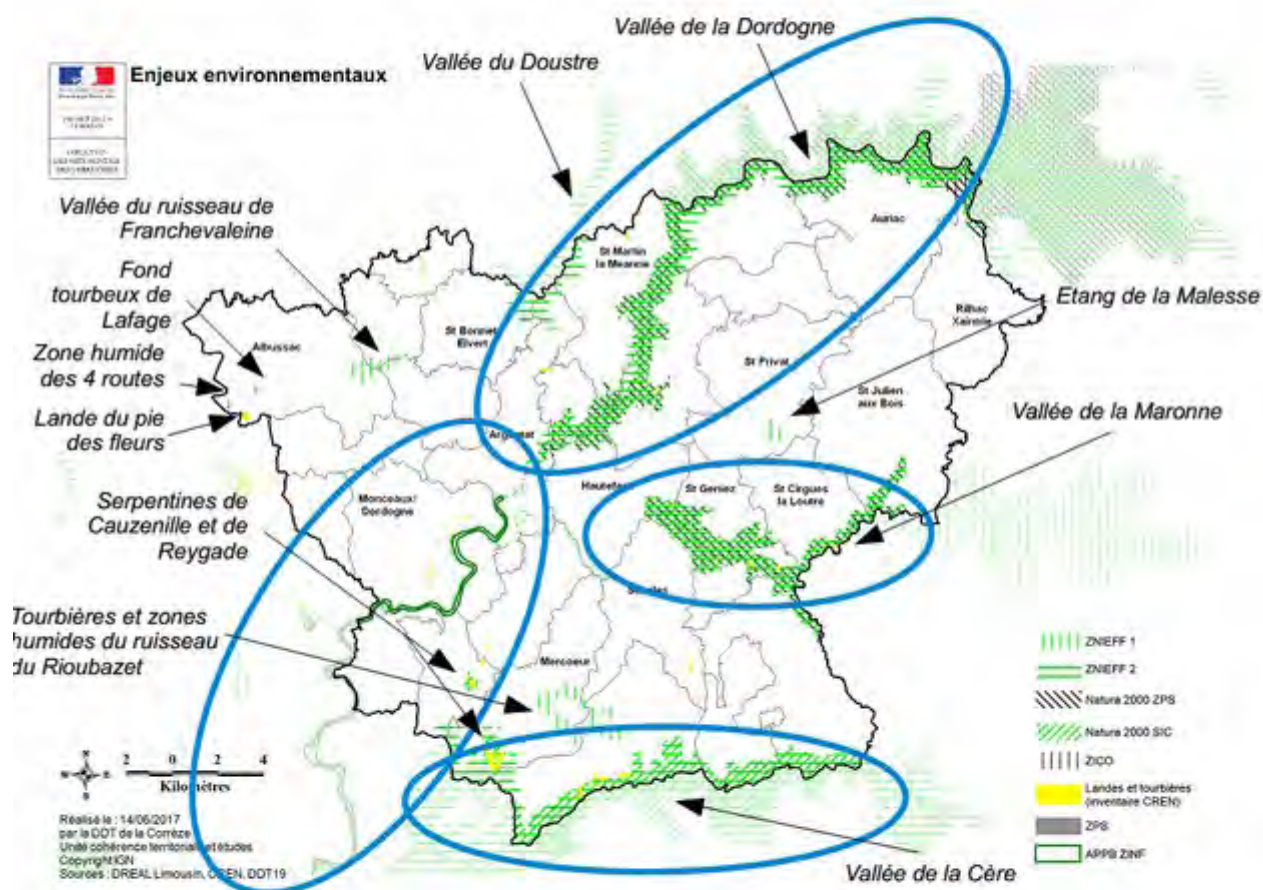 Enjeux environnementaux
Vallée du Doustre
Vallée de la Dordogne
Vallée du ruisseau de
Franchevaleine
Fond
tourbeux de
Lafage
Zone humide
des 4 routes
Lande du pie
des fleurs
Serpentines de
Cauzenille et de
Reygade
Tourbières et zones
humides du ruisseau
du Rioubazet
Etang de la Malesse
Vallée de la Maronne
Vallée de la Cère
Albussac
St Bonnet
Elvert
St Martin
la Meanne
Auriac
Rilhac
Xaintrie
St Privat
St Julien
aux Bois
Argentat
Monceaux/
Dordogne
St Geniez
St Cirgues
la Loutre
Mercoeur
2 0 2 4
Kilomètres
Réalisé le : 14/06/2017
par la DDT de la Corrèze
Unité cohérence territoriale et études
Copyright IGN
Sources : DREAL Limousin, CREN, DDT19
ZNIEFF 1
ZNIEFF 2
Natura 2000 ZPS
Natura 2000 SIC
ZICO
Landes et tourbières
(inventaire CREN)
ZPS
APPB ZINF